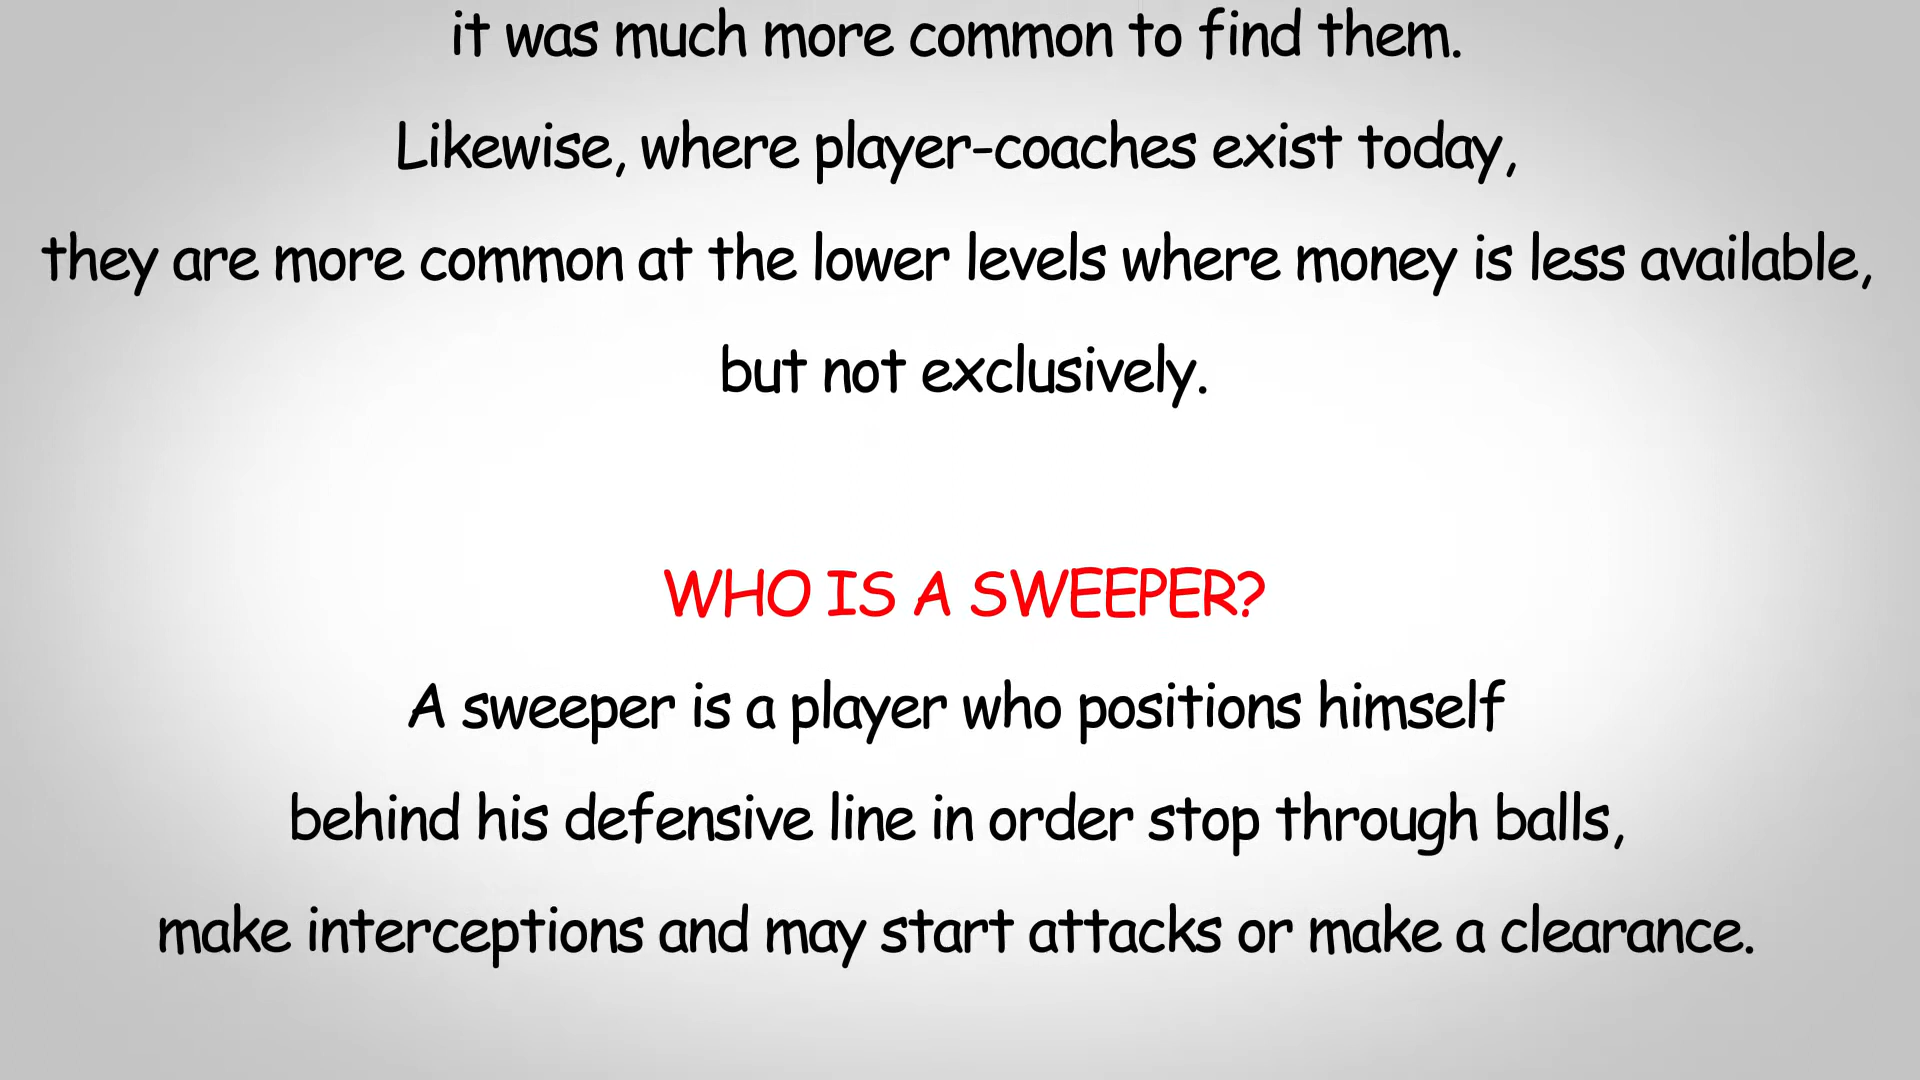 it was much more common to find them.
Likewise, where player-coaches exist today,
they are more common at the lower levels where money is less available,
but not exclusively.
WHO IS A SWEEPER?
A sweeper is a player who positions himself
behind his defensive line in order stop through balls,
make interceptions and may start attacks or make a clearance.